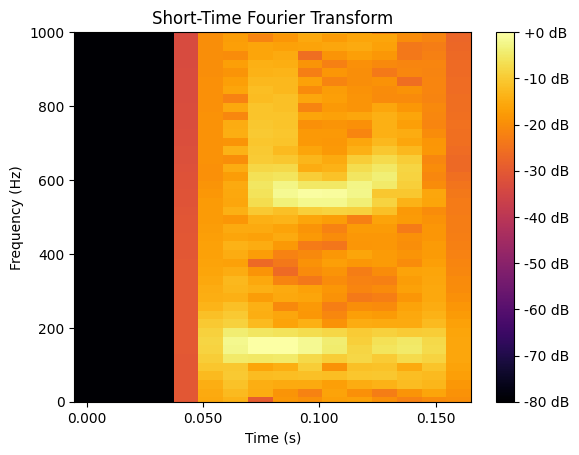 Short-Time Fourier Transform
Frequency (Hz)
1000
800
600
400
200
0
0.000
0.050
0.100
0.150
Time (s)
+0 dB
-10 dB
-20 dB
-30 dB
-40 dB
-50 dB
-60 dB
-70 dB
-80 dB